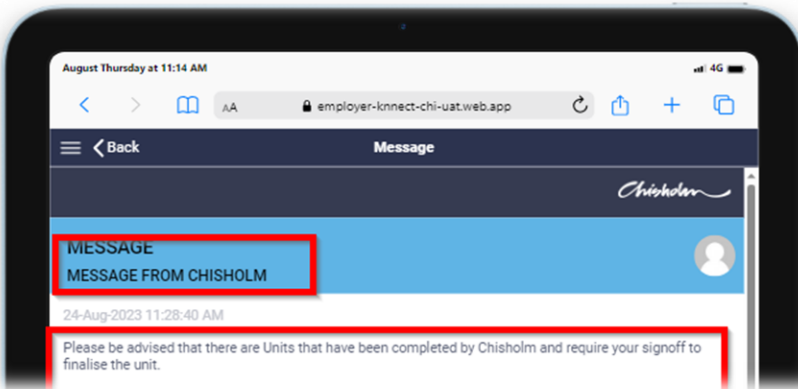 August Thursday at 11:14 AM
4G
AA
employer-knnect-chi-uat.web.app
Back
Message
Chisholm
MESSAGE
MESSAGE FROM CHISHOLM
24-Aug-2023 11:28:40 AM
Please be advised that there are Units that have been completed by Chisholm and require your signoff to
finalise the unit.